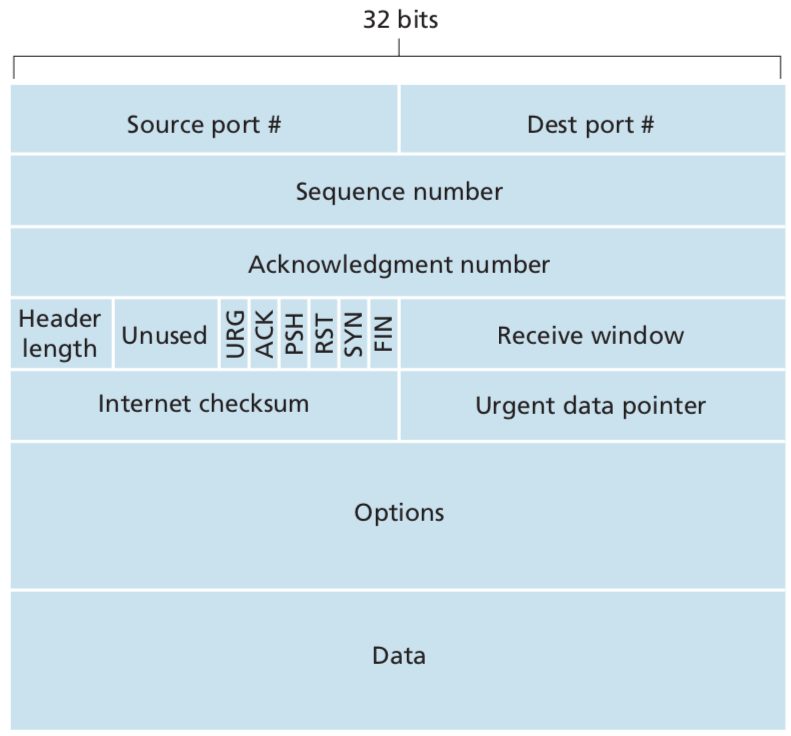 32 bits
Source port #
Dest port #
Sequence number
Acknowledgment number
Header
length
Unused
URG
ACK
PSH
RST
SYN
FIN
Receive window
Internet checksum
Urgent data pointer
Options
Data